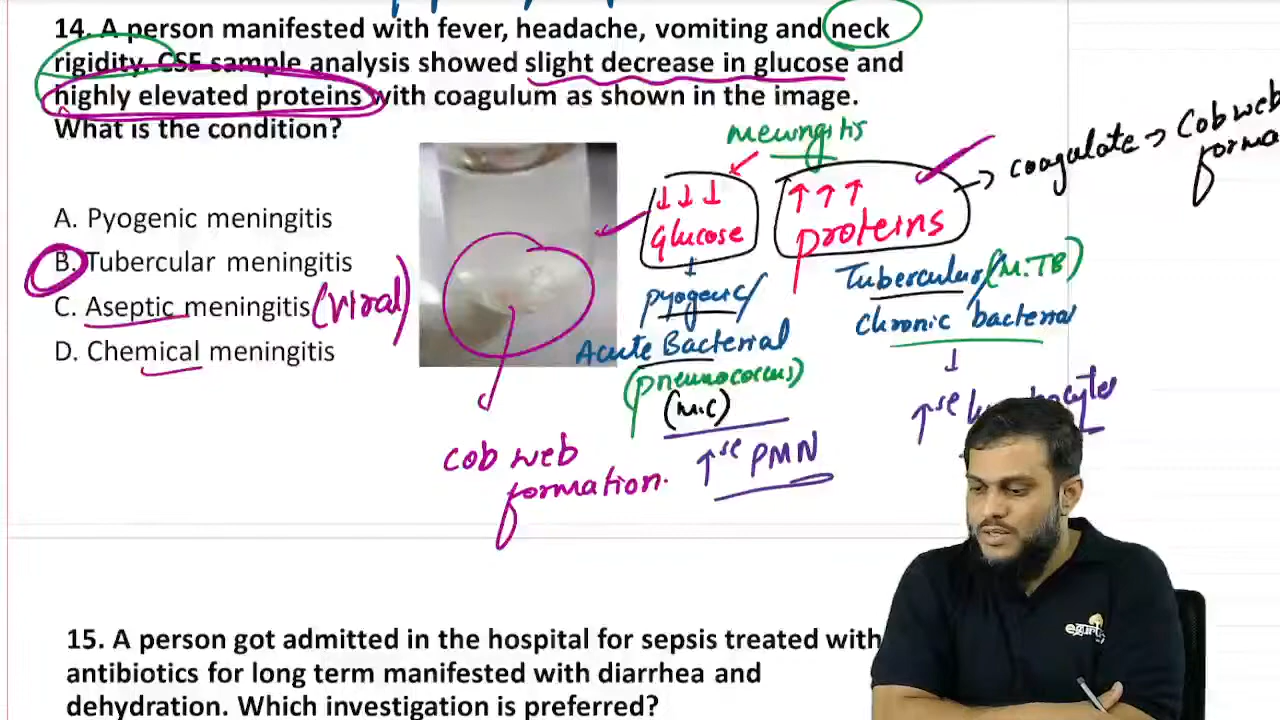 14. A person manifested with fever, headache, vomiting and neck
rigidity. CSF sample analysis showed slight decrease in glucose and
highly elevated proteins with coagulum as shown in the image.
What is the condition?
A. Pyogenic meningitis
B. Tubercular meningitis
C. Aseptic meningitis (viral)
D. Chemical meningitis
meningitis
↓ ↓ ↓
glucose
↑ ↑ ↑
proteins
→ coagulate → Cob web
forma
pyogenic/
Acute Bacterial
(pneumococcus)
(M.C)
↑se PMN
Tubercular/(M.TB)
chronic bacterial
↓
↑se
cob web
formation.
egurukul
15. A person got admitted in the hospital for sepsis treated with
antibiotics for long term manifested with diarrhea and
dehydration. Which investigation is preferred?